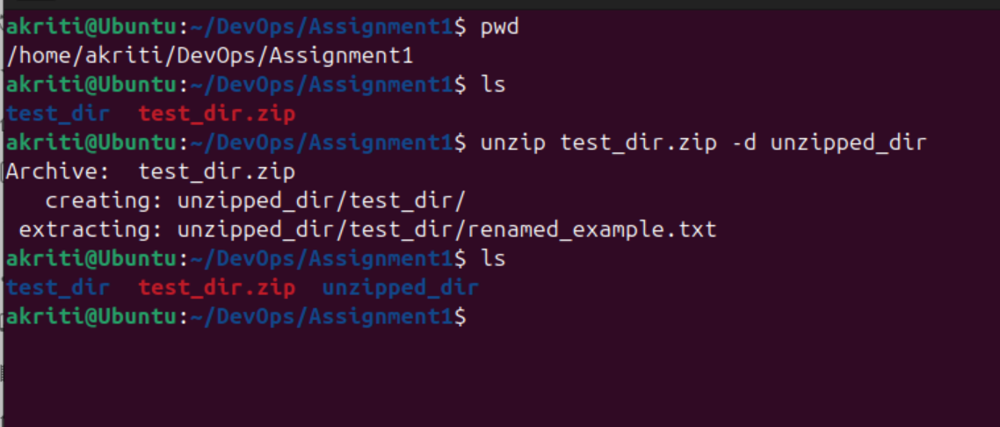 akriti@Ubuntu:~/DevOps/Assignment1$ pwd
/home/akriti/DevOps/Assignment1
akriti@Ubuntu:~/DevOps/Assignment1$ ls
test_dir  test_dir.zip
akriti@Ubuntu:~/DevOps/Assignment1$ unzip test_dir.zip -d unzipped_dir
Archive:  test_dir.zip
   creating: unzipped_dir/test_dir/
 extracting: unzipped_dir/test_dir/renamed_example.txt
akriti@Ubuntu:~/DevOps/Assignment1$ ls
test_dir  test_dir.zip  unzipped_dir
akriti@Ubuntu:~/DevOps/Assignment1$